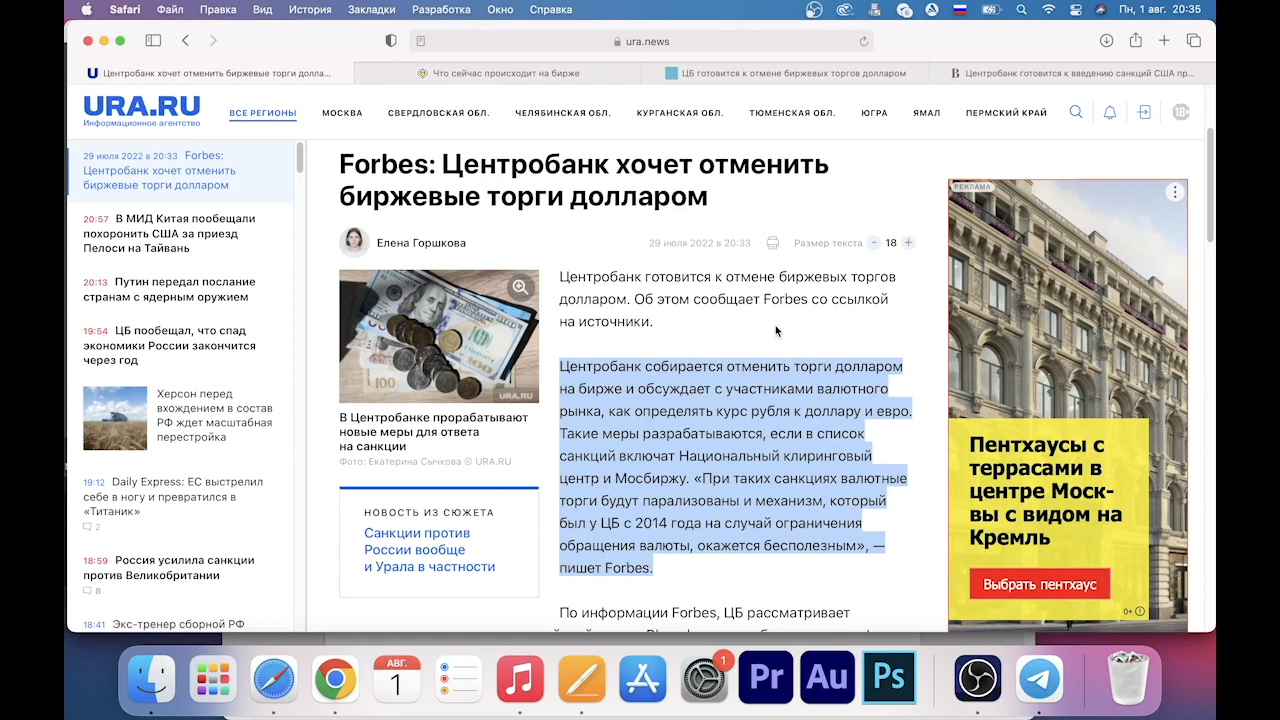 Safari Файл Правка Вид История Закладки Разработка Окно Справка
Пн, 1 авг. 20:35
ura.news
Центробанк хочет отменить биржевые торги долла...
Что сейчас происходит на бирже
ЦБ готовится к отмене биржевых торгов долларом
Центробанк готовится к введению санкций США пр...
URA.RU
Информационное агентство
ВСЕ РЕГИОНЫ МОСКВА СВЕРДЛОВСКАЯ ОБЛ. ЧЕЛЯБИНСКАЯ ОБЛ. КУРГАНСКАЯ ОБЛ. ТЮМЕНСКАЯ ОБЛ. ЮГРА ЯМАЛ ПЕРМСКИЙ КРАЙ
18+
29 июля 2022 в 20:33 Forbes:
Центробанк хочет отменить
биржевые торги долларом
20:57 В МИД Китая пообещали
похоронить США за приезд
Пелоси на Тайвань
20:13 Путин передал послание
странам с ядерным оружием
19:54 ЦБ пообещал, что спад
экономики России закончится
через год
Херсон перед
вхождением в состав
РФ ждет масштабная
перестройка
19:12 Daily Express: ЕС выстрелил
себе в ногу и превратился в
«Титаник»
2
18:59 Россия усилила санкции
против Великобритании
8
18:41 Экс-тренер сборной РФ
Forbes: Центробанк хочет отменить
биржевые торги долларом
Елена Горшкова
29 июля 2022 в 20:33
Размер текста − 18 +
URA.RU
В Центробанке прорабатывают
новые меры для ответа
на санкции
Фото: Екатерина Сычкова © URA.RU
НОВОСТЬ ИЗ СЮЖЕТА
Санкции против
России вообще
и Урала в частности
Центробанк готовится к отмене биржевых торгов
долларом. Об этом сообщает Forbes со ссылкой
на источники.
Центробанк собирается отменить торги долларом
на бирже и обсуждает с участниками валютного
рынка, как определять курс рубля к доллару и евро.
Такие меры разрабатываются, если в список
санкций включат Национальный клиринговый
центр и Мосбиржу. «При таких санкциях валютные
торги будут парализованы и механизм, который
был у ЦБ с 2014 года на случай ограничения
обращения валюты, окажется бесполезным», —
пишет Forbes.
По информации Forbes, ЦБ рассматривает
РЕКЛАМА
Пентхаусы с
террасами в
центре Моск-
вы с видом на
Кремль
Выбрать пентхаус
0+
АВГ.
1
1
Pr
Au
Ps